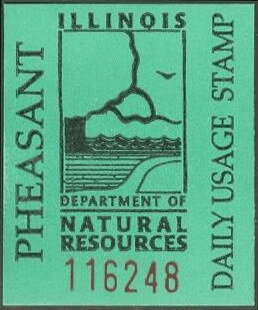 ILLINOIS
PHEASANT
DAILY USAGE STAMP
DEPARTMENT OF
NATURAL
RESOURCES
116248